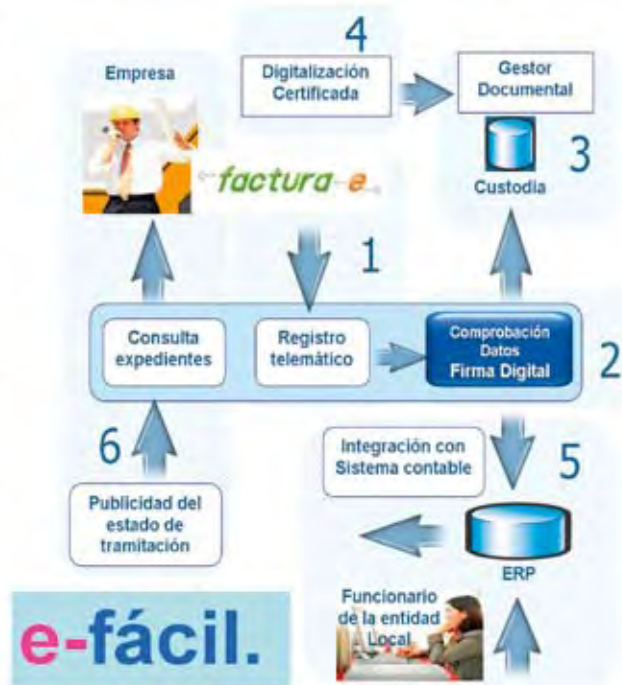 4
Empresa
Digitalización
Certificada
Gestor
Documental
factura-e
3
Custodia
1
Consulta
expedientes
Registro
telemático
Comprobación
Datos
Firma Digital
2
6
Integración con
Sistema contable
5
Publicidad del
estado de
tramitación
ERP
Funcionario
de la entidad
Local
e-fácil.